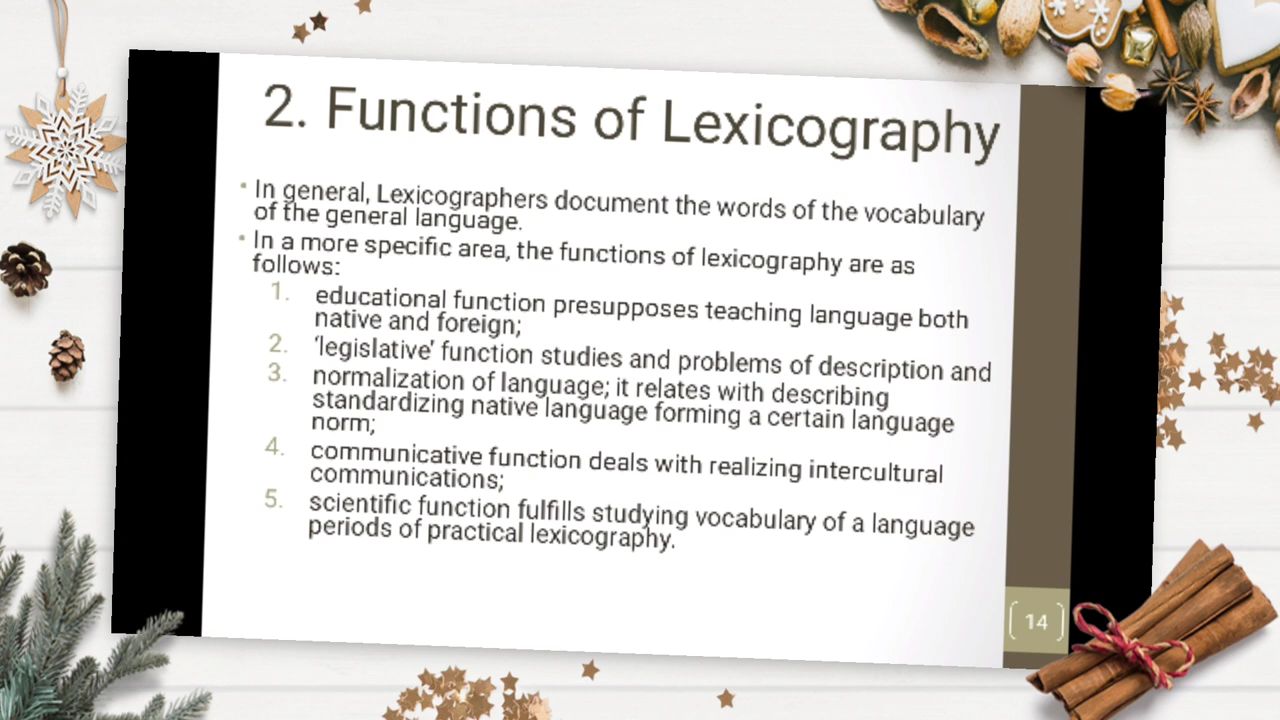 2. Functions of Lexicography
• In general, Lexicographers document the words of the vocabulary
of the general language.
• In a more specific area, the functions of lexicography are as
follows:
1. educational function presupposes teaching language both
native and foreign;
2. 'legislative' function studies and problems of description and
3. normalization of language; it relates with describing
standardizing native language forming a certain language
norm;
4. communicative function deals with realizing intercultural
communications;
5. scientific function fulfills studying vocabulary of a language
periods of practical lexicography.
14